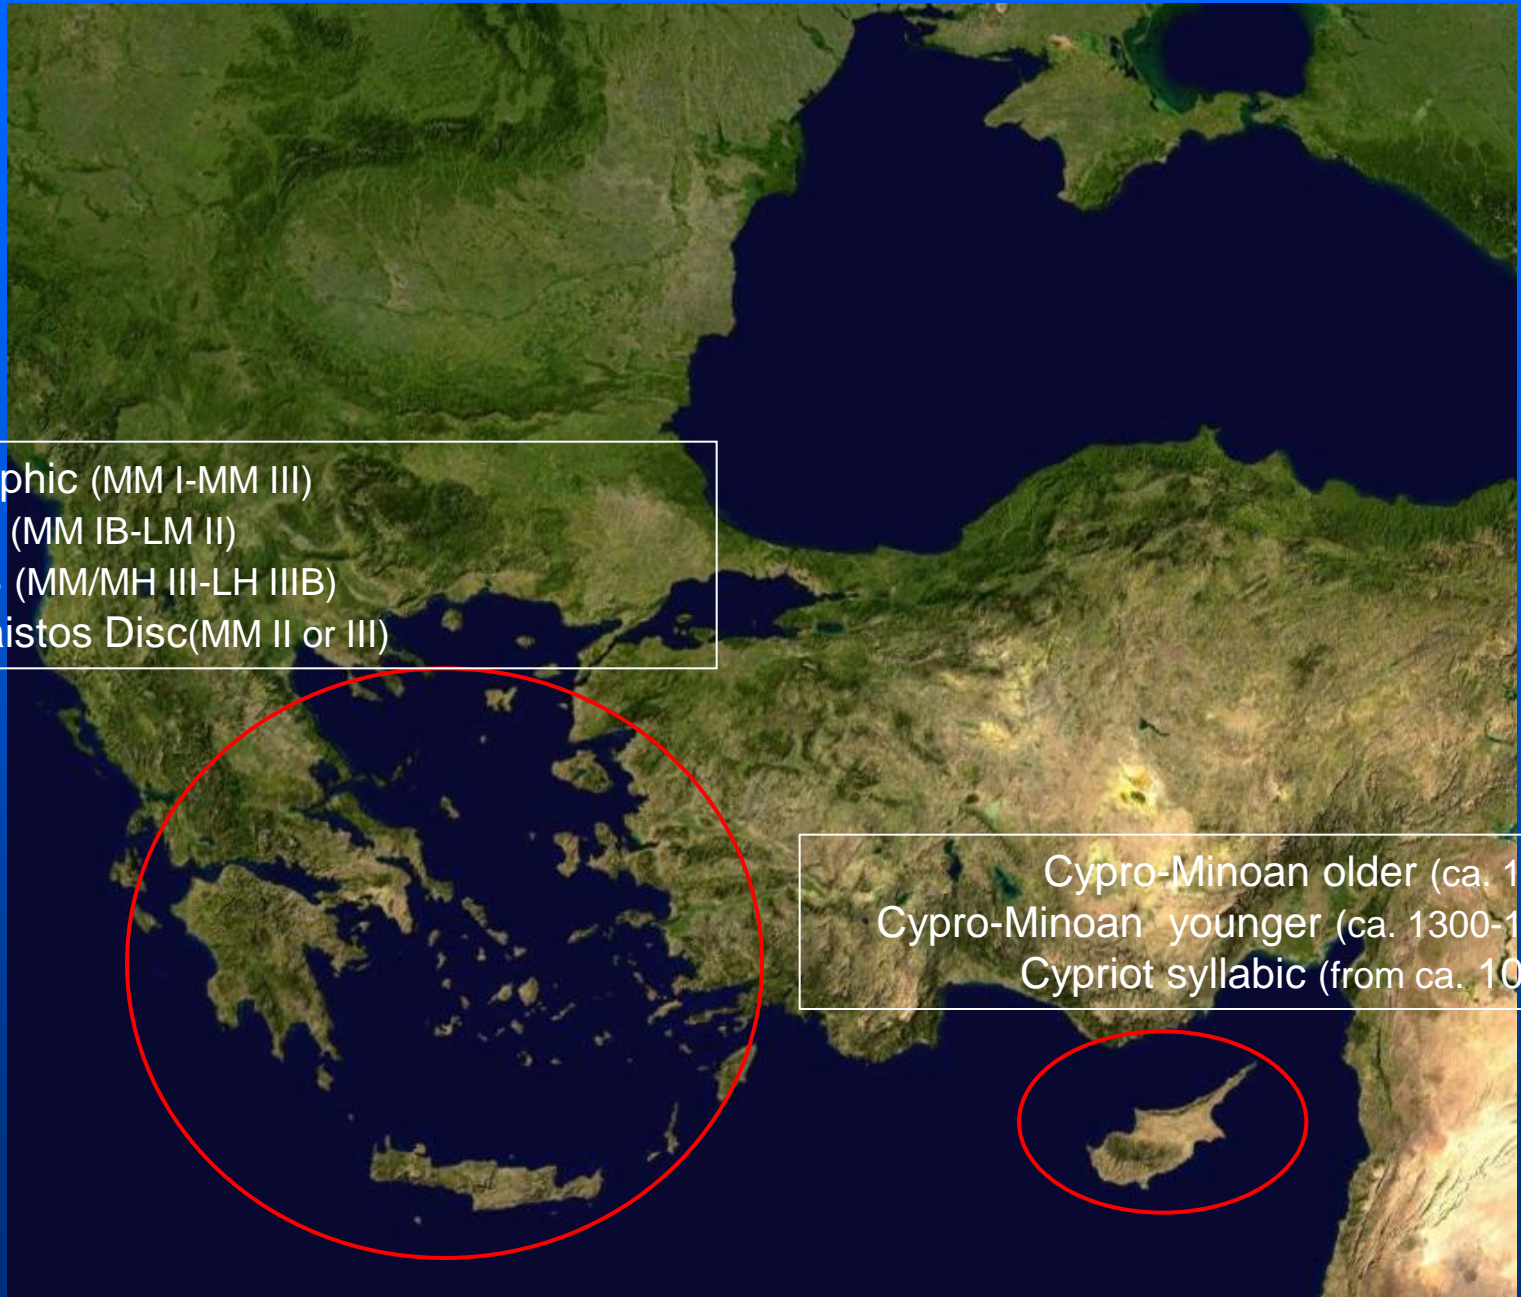 phic (MM I-MM III)
(MM IB-LM II)
(MM/MH III-LH IIIB)
istos Disc(MM II or III)
Cypro-Minoan older (ca. 1
Cypro-Minoan younger (ca. 1300-1
Cypriot syllabic (from ca. 10